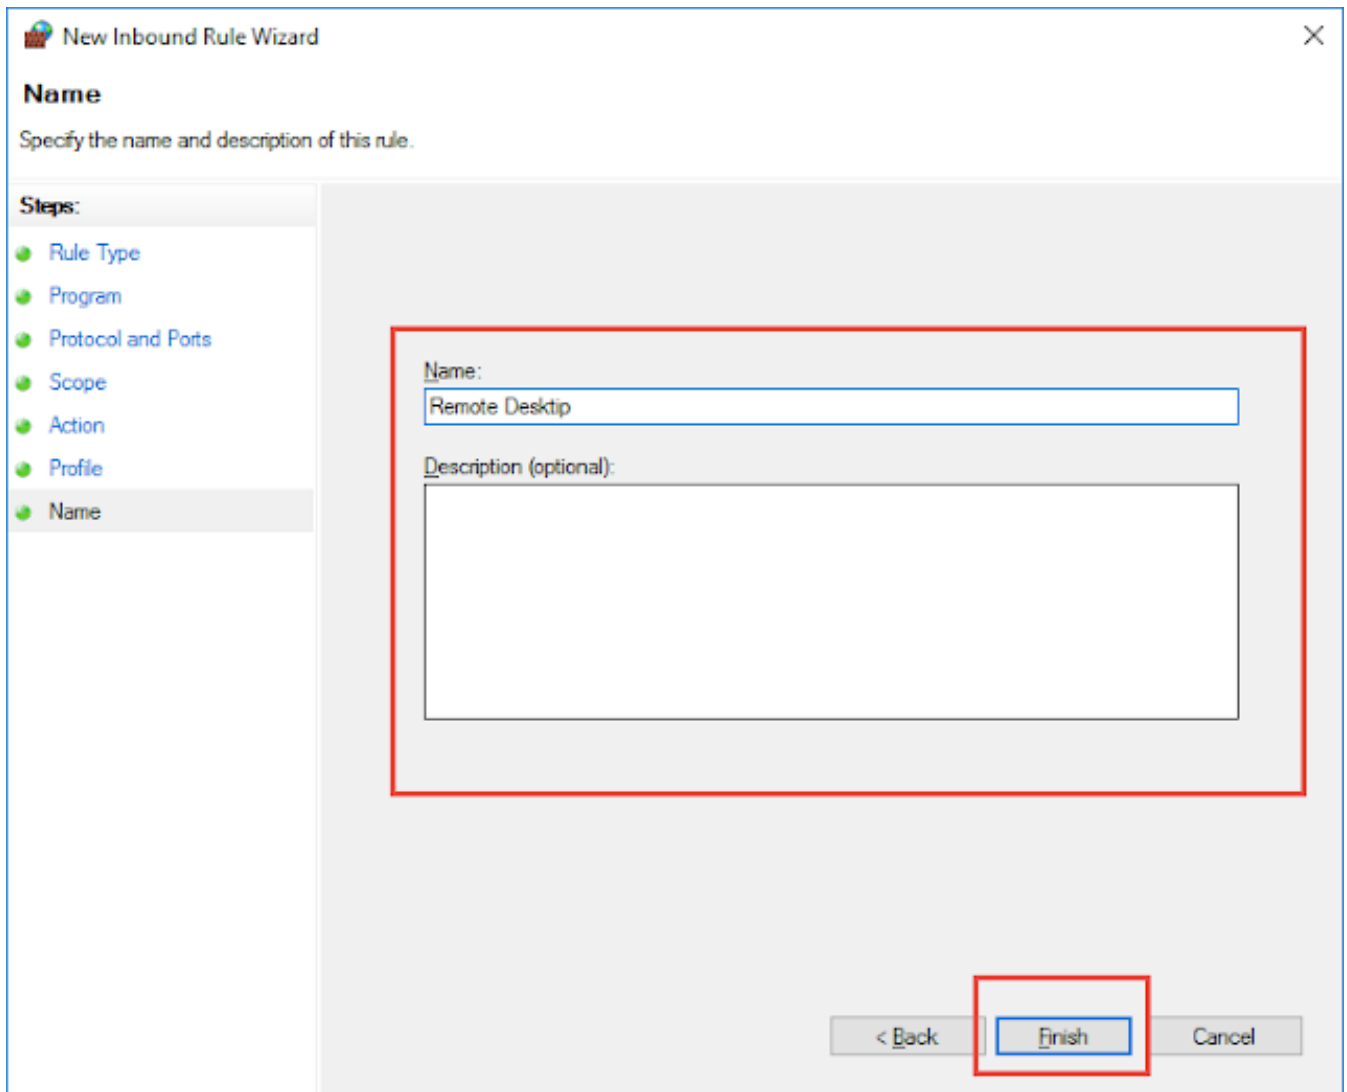 New Inbound Rule Wizard
Name
Specify the name and description of this rule.
Steps:
Rule Type
Program
Protocol and Ports
Scope
Action
Profile
Name
Name:
Remote Desktip
Description (optional):
< Back Finish Cancel